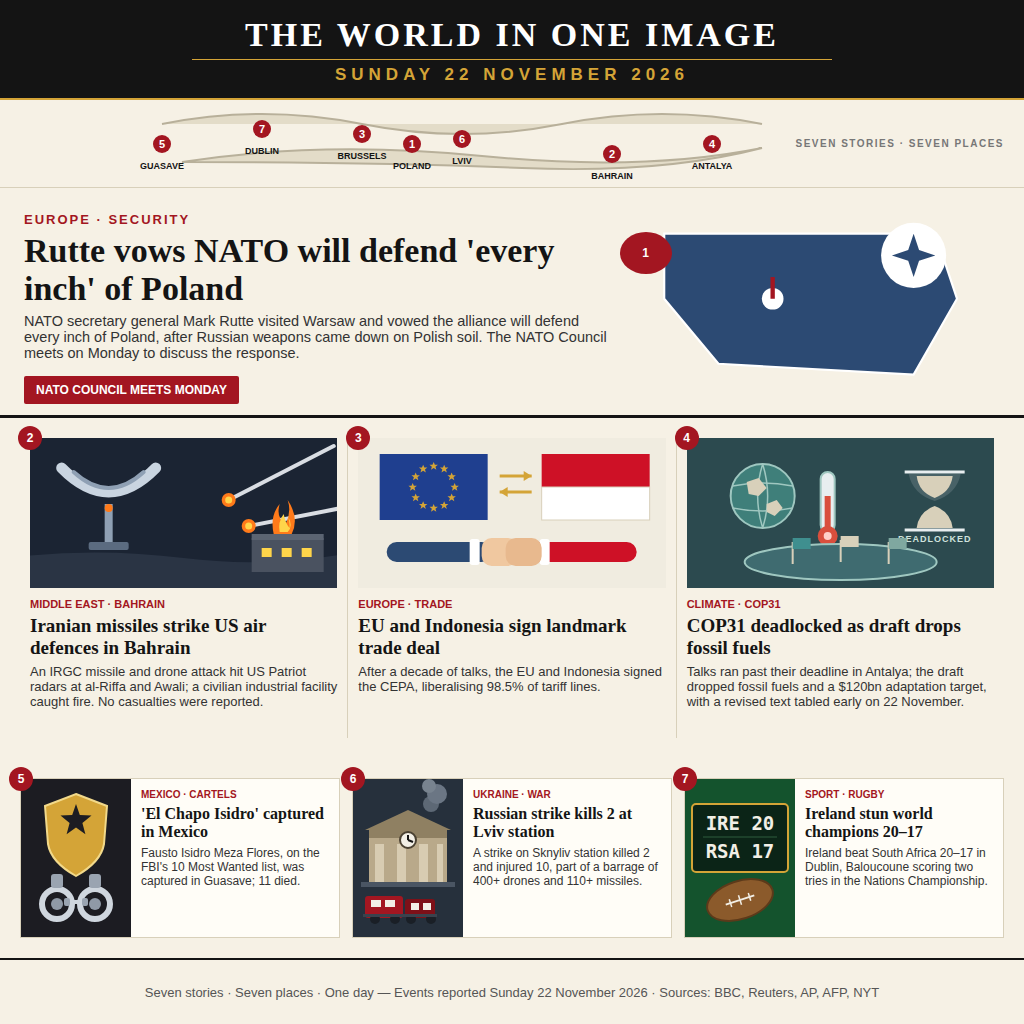 THE WORLD IN ONE IMAGE
SUNDAY 22 NOVEMBER 2026
5
GUASAVE
7
DUBLIN
3
BRUSSELS
1
POLAND
6
LVIV
2
BAHRAIN
4
ANTALYA
SEVEN STORIES · SEVEN PLACES
EUROPE · SECURITY
Rutte vows NATO will defend 'every
inch' of Poland
NATO secretary general Mark Rutte visited Warsaw and vowed the alliance will defend
every inch of Poland, after Russian weapons came down on Polish soil. The NATO Council
meets on Monday to discuss the response.
NATO COUNCIL MEETS MONDAY
1
2
MIDDLE EAST · BAHRAIN
Iranian missiles strike US air
defences in Bahrain
An IRGC missile and drone attack hit US Patriot
radars at al-Riffa and Awali; a civilian industrial facility
caught fire. No casualties were reported.
3
EUROPE · TRADE
EU and Indonesia sign landmark
trade deal
After a decade of talks, the EU and Indonesia signed
the CEPA, liberalising 98.5% of tariff lines.
4
DEADLOCKED
CLIMATE · COP31
COP31 deadlocked as draft drops
fossil fuels
Talks ran past their deadline in Antalya; the draft
dropped fossil fuels and a $120bn adaptation target,
with a revised text tabled early on 22 November.
5
MEXICO · CARTELS
'El Chapo Isidro' captured
in Mexico
Fausto Isidro Meza Flores, on the
FBI's 10 Most Wanted list, was
captured in Guasave; 11 died.
6
UKRAINE · WAR
Russian strike kills 2 at
Lviv station
A strike on Sknyliv station killed 2
and injured 10, part of a barrage of
400+ drones and 110+ missiles.
7
IRE 20
RSA 17
SPORT · RUGBY
Ireland stun world
champions 20–17
Ireland beat South Africa 20–17 in
Dublin, Baloucoune scoring two
tries in the Nations Championship.
Seven stories · Seven places · One day — Events reported Sunday 22 November 2026 · Sources: BBC, Reuters, AP, AFP, NYT